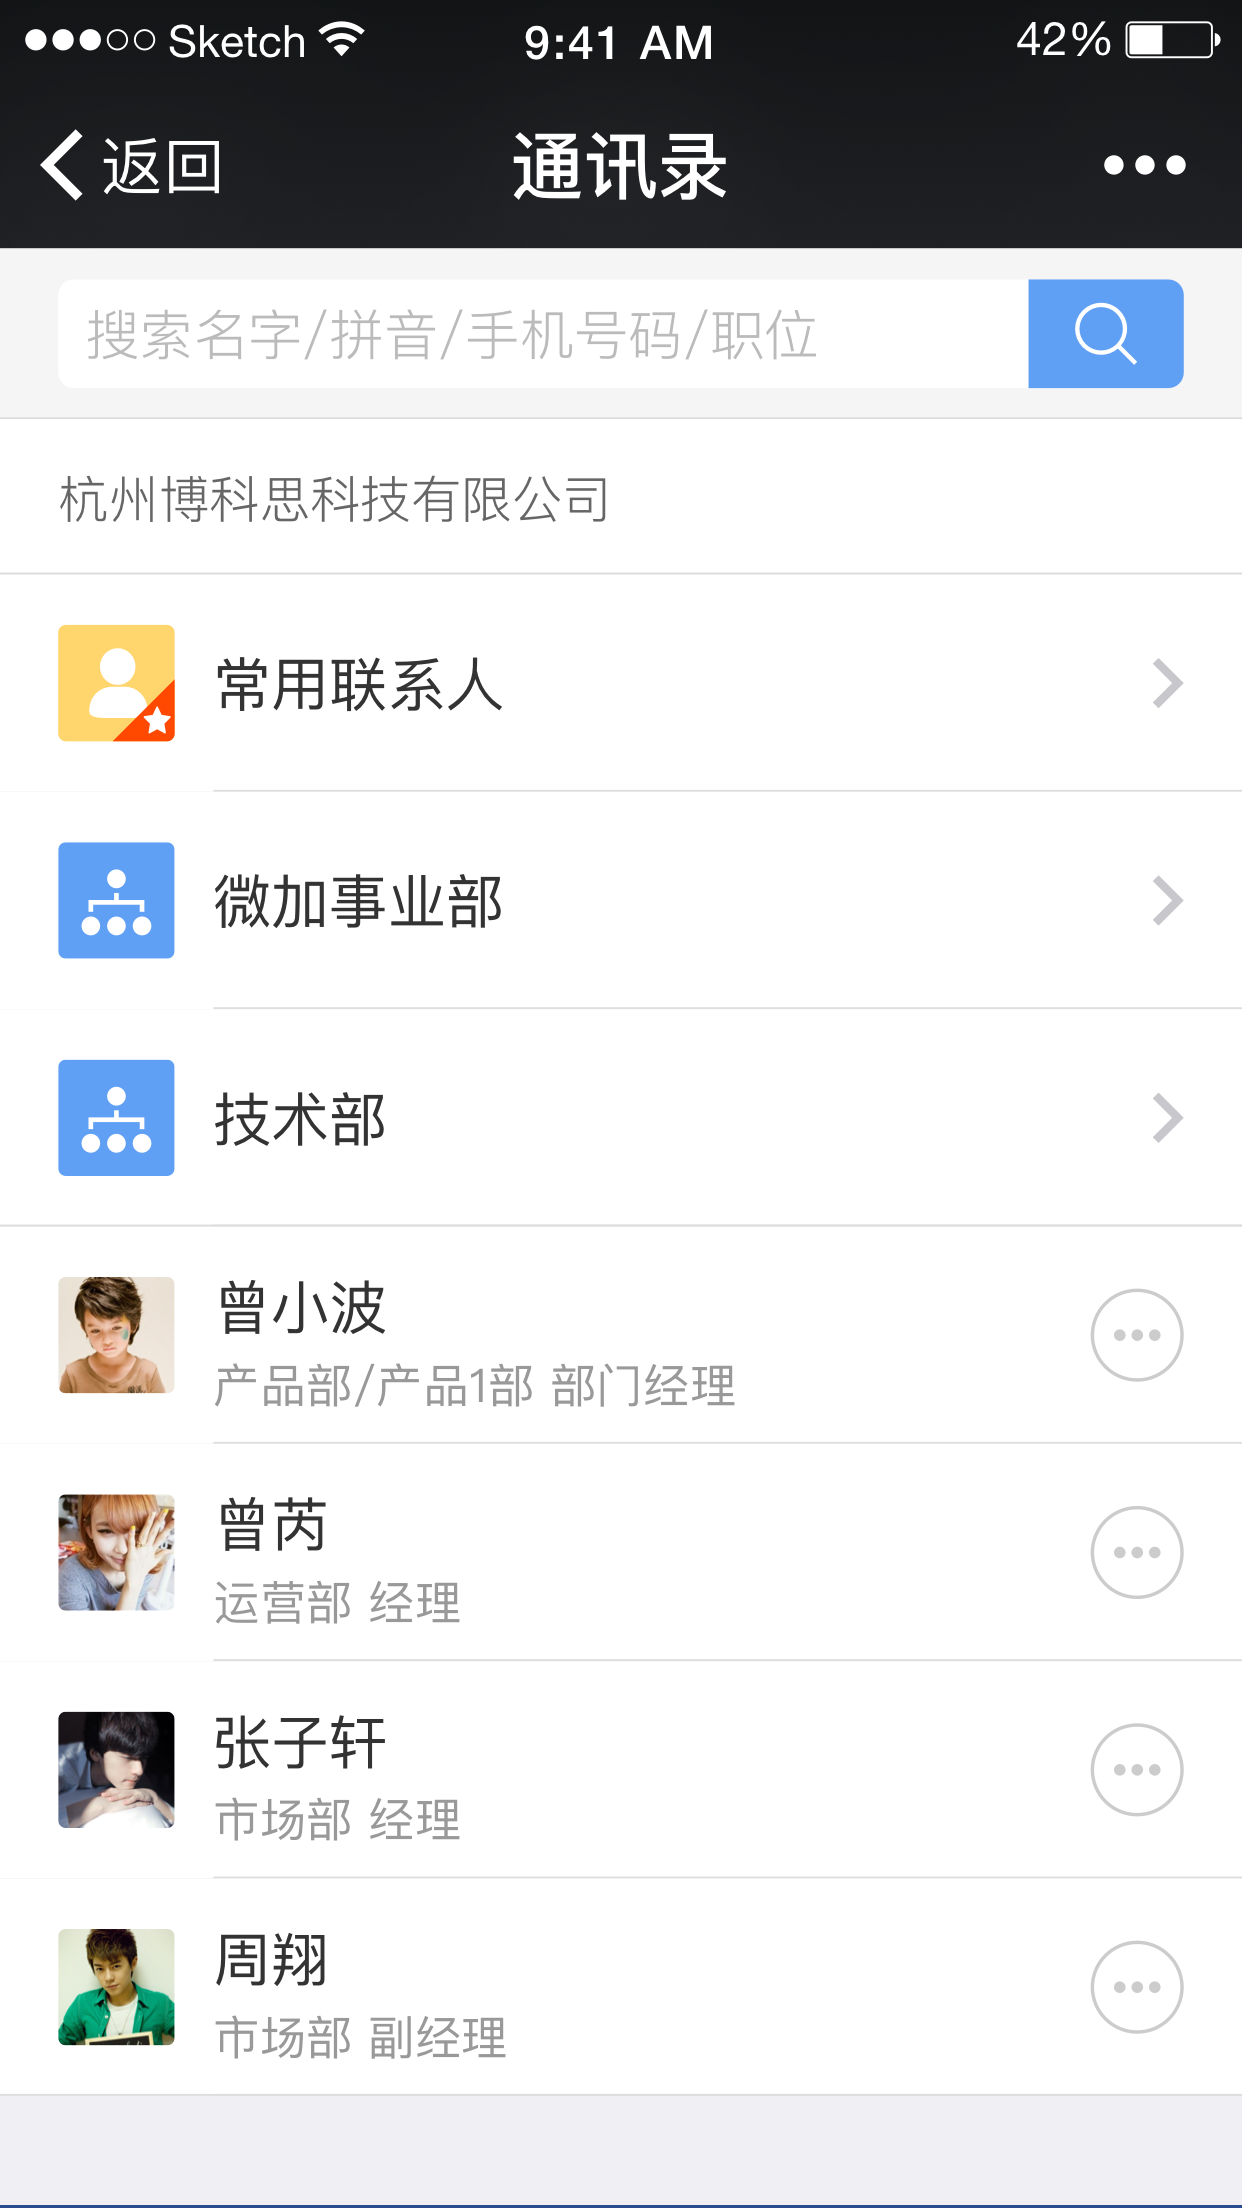 Sketch 9:41 AM 42%
返回 通讯录
搜索名字/拼音/手机号码/职位
杭州博科思科技有限公司
常用联系人
微加事业部
技术部
曾小波
产品部/产品1部 部门经理
曾芮
运营部 经理
张子轩
市场部 经理
周翔
市场部 副经理